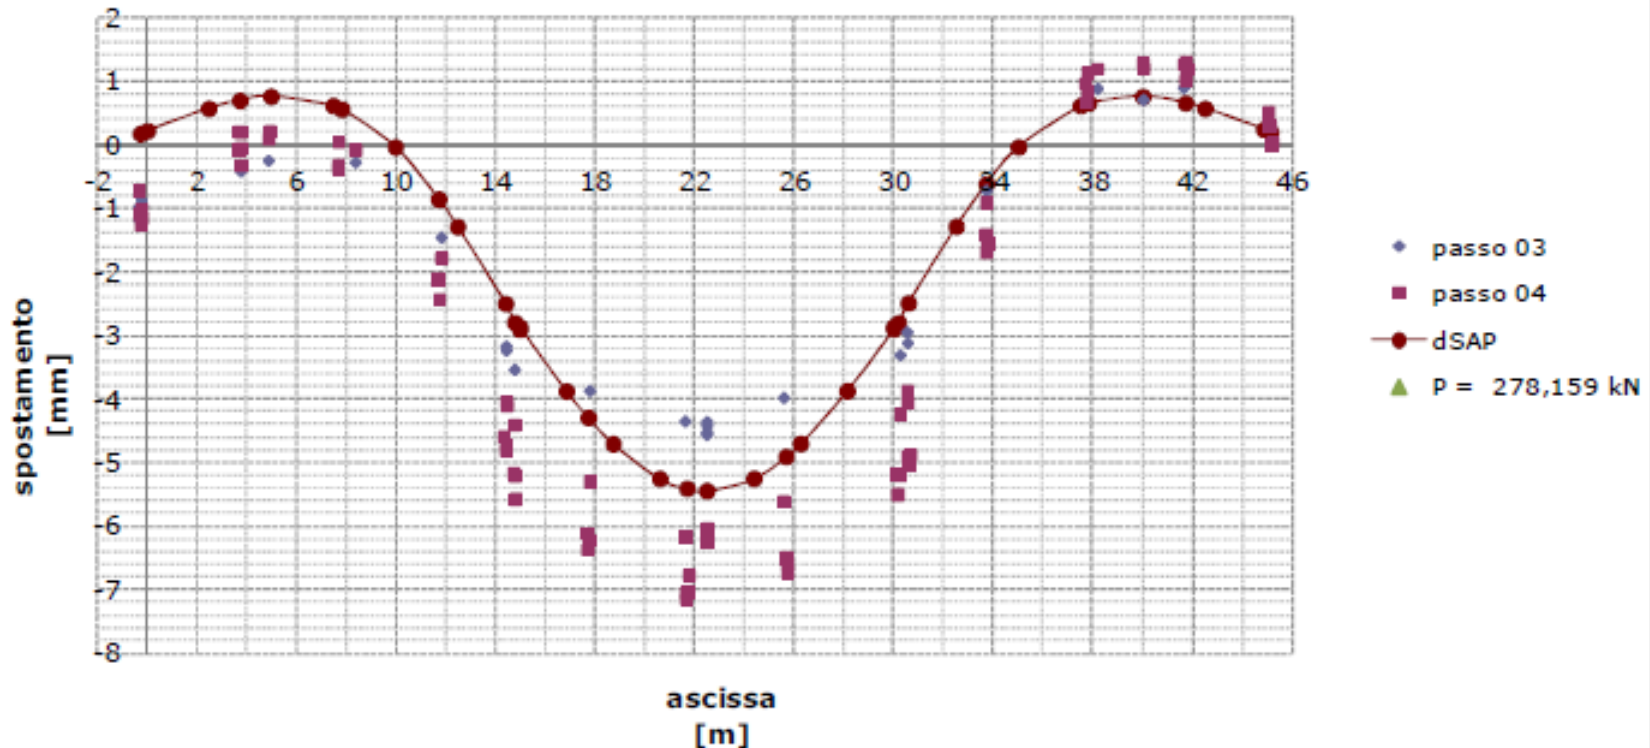 2
1
0
-1
-2
-3
-4
-5
-6
-7
-8
-2 2 6 10 14 18 22 26 30 34 38 42 46
spostamento
[mm]
ascissa
[m]
passo 03
passo 04
dSAP
P = 278,159 kN